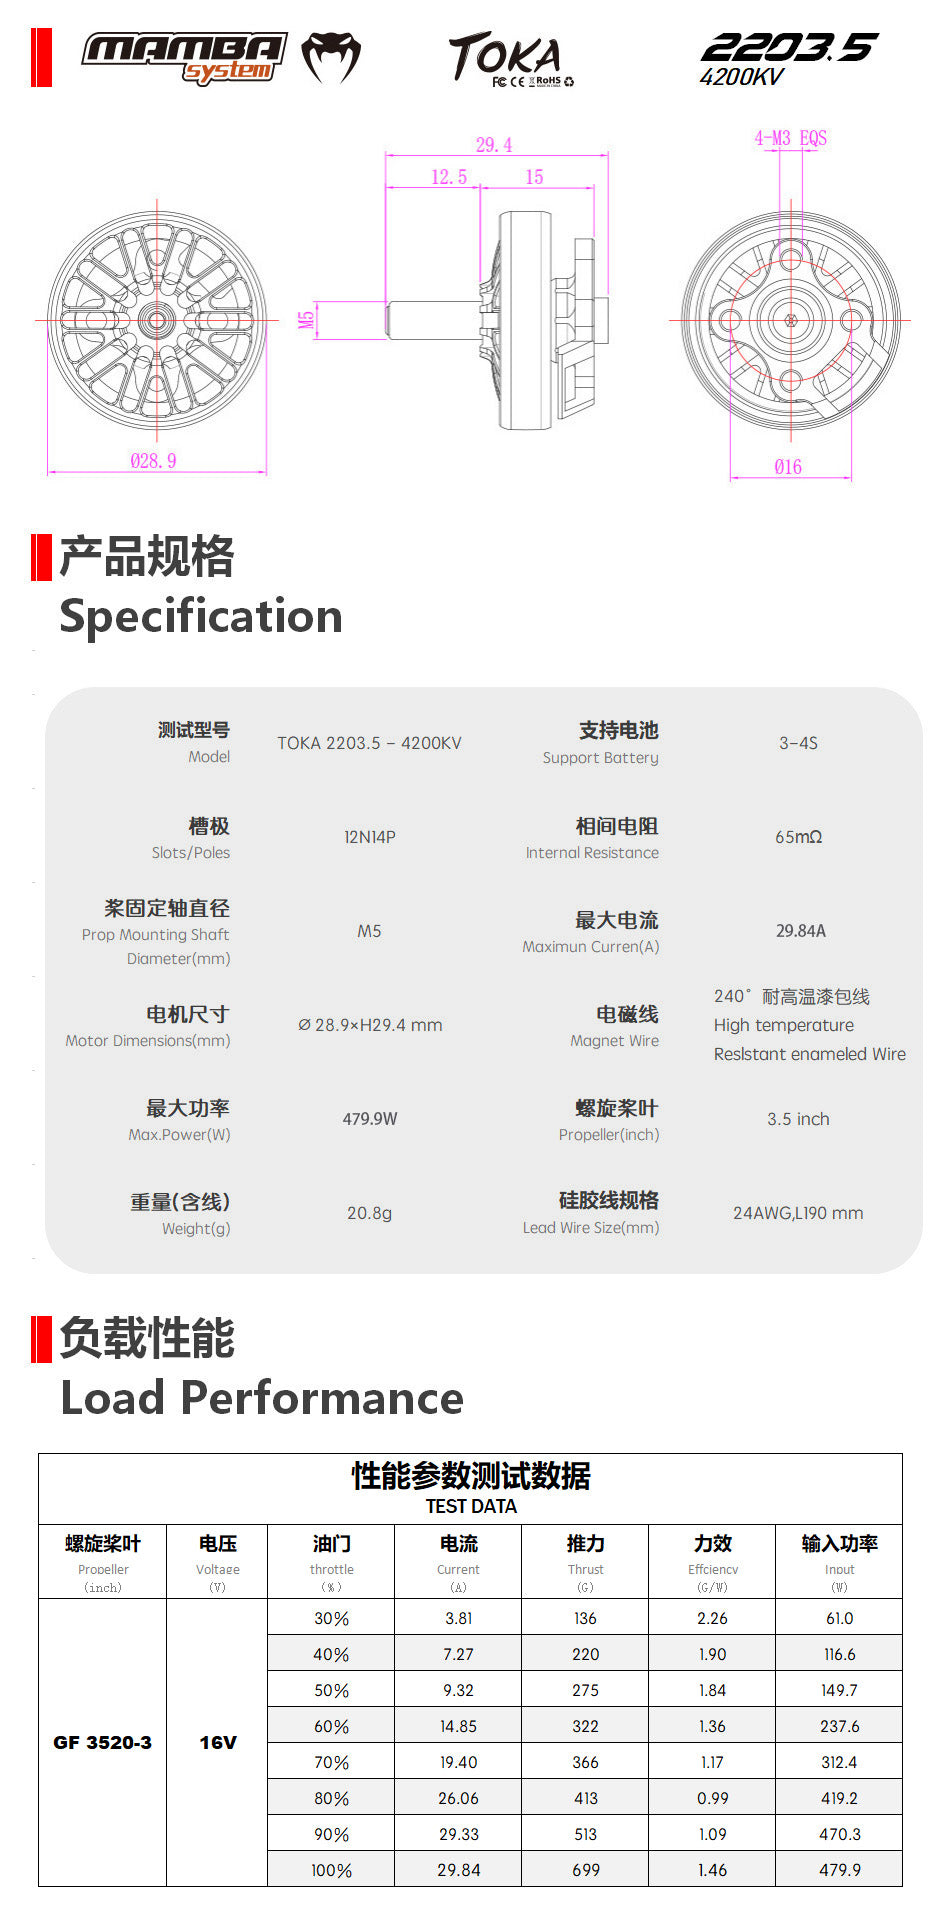 MAMBA
system
TOKA
FC CE RoHS
2203.5
4200KV
4-M3 EQS
29.4
12.5
15
M5
Ø28.9
Ø16
产品规格
Specification
测试型号
Model
TOKA 2203.5 - 4200KV
支持电池
Support Battery
3-4S
槽极
Slots/Poles
12N14P
相间电阻
Internal Resistance
65mΩ
桨固定轴直径
Prop Mounting Shaft
Diameter(mm)
M5
最大电流
Maximun Curren(A)
29.84A
电机尺寸
Motor Dimensions(mm)
Ø 28.9×H29.4 mm
电磁线
Magnet Wire
240° 耐高温漆包线
High temperature
Reslstant enameled Wire
最大功率
Max.Power(W)
479.9W
螺旋桨叶
Propeller(inch)
3.5 inch
重量(含线)
Weight(g)
20.8g
硅胶线规格
Lead Wire Size(mm)
24AWG,L190 mm
负载性能
Load Performance
性能参数测试数据
TEST DATA
螺旋桨叶 电压 油门 电流 推力 力效 输入功率
Propeller Voltage throttle Current Thrust Effciency Input
(inch) (V) (%) (A) (G) (G/W) (W)
30% 3.81 136 2.26 61.0
40% 7.27 220 1.90 116.6
50% 9.32 275 1.84 149.7
60% 14.85 322 1.36 237.6
GF 3520-3 16V
70% 19.40 366 1.17 312.4
80% 26.06 413 0.99 419.2
90% 29.33 513 1.09 470.3
100% 29.84 699 1.46 479.9